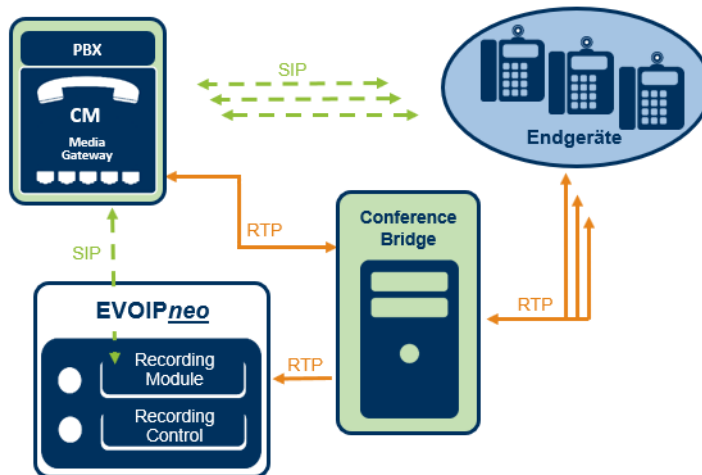 PBX
CM
Media
Gateway
SIP
Endgeräte
SIP
RTP
Conference
Bridge
RTP
EVOIPneo
Recording
Module
Recording
Control
RTP